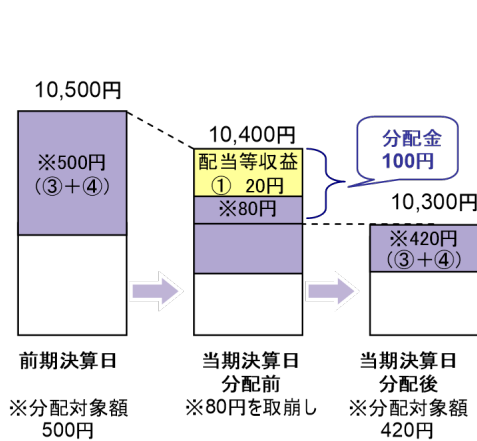 10,500円
※500円
（③＋④）
前期決算日
※分配対象額
500円
10,400円
配当等収益
① 20円
※80円
当期決算日
分配前
※80円を取崩し
分配金
100円
10,300円
※420円
（③＋④）
当期決算日
分配後
※分配対象額
420円